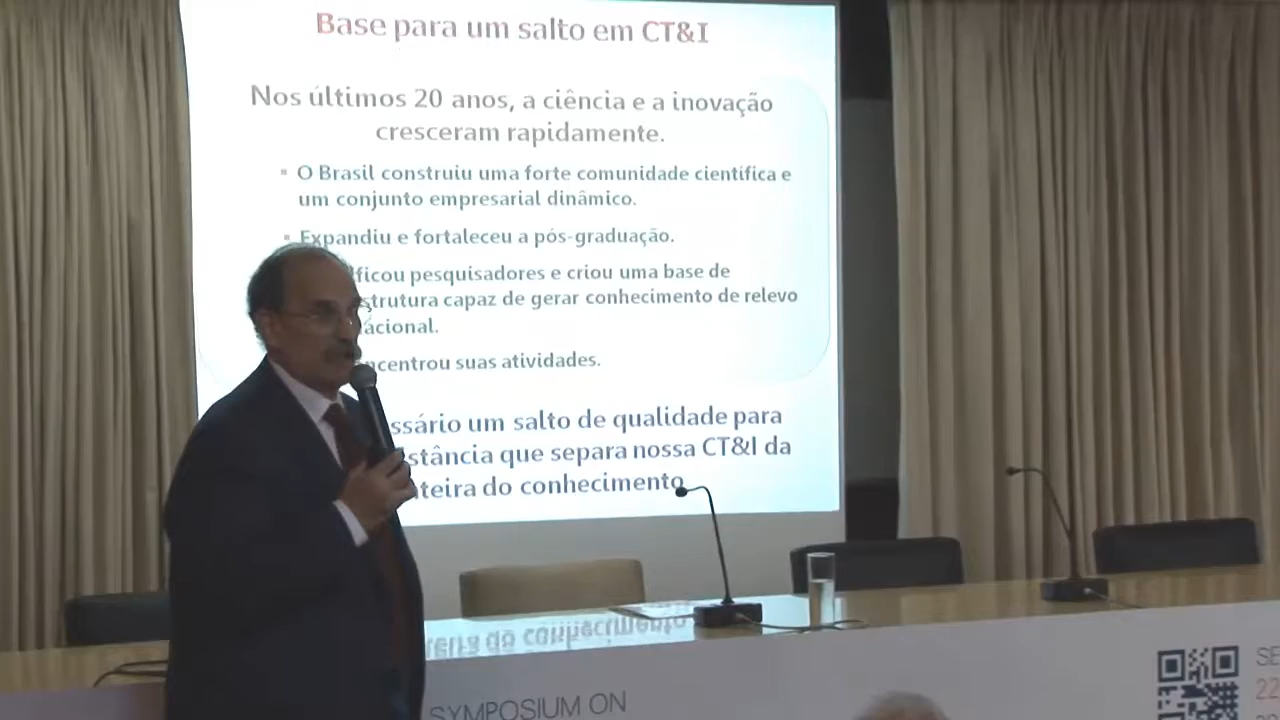 Base para um salto em CT&I
Nos últimos 20 anos, a ciência e a inovação
cresceram rapidamente.
▪ O Brasil construiu uma forte comunidade científica e
um conjunto empresarial dinâmico.
▪ Expandiu e fortaleceu a pós-graduação.
ficou pesquisadores e criou uma base de
strutura capaz de gerar conhecimento de relevo
acional.
ncentrou suas atividades.
ssário um salto de qualidade para
stância que separa nossa CT&I da
teira do conhecimento
SYMPOSIUM ON
SE
22